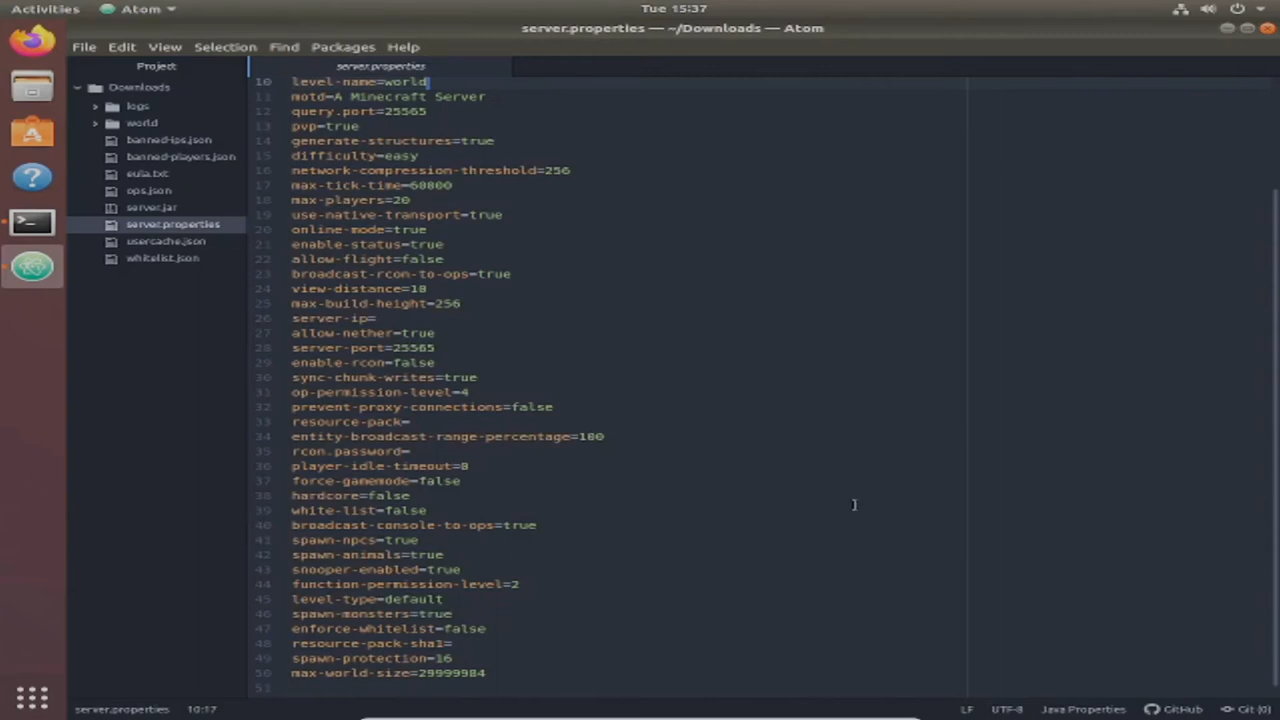 Activities
Atom
Tue 15:37
server.properties — ~/Downloads — Atom
File Edit View Selection Find Packages Help
Project
server.properties
Downloads
logs
world
banned-ips.json
banned-players.json
eula.txt
ops.json
server.jar
server.properties
usercache.json
whitelist.json
10 level-name=world
11 motd=A Minecraft Server
12 query.port=25565
13 pvp=true
14 generate-structures=true
15 difficulty=easy
16 network-compression-threshold=256
17 max-tick-time=60000
18 max-players=20
19 use-native-transport=true
20 online-mode=true
21 enable-status=true
22 allow-flight=false
23 broadcast-rcon-to-ops=true
24 view-distance=10
25 max-build-height=256
26 server-ip=
27 allow-nether=true
28 server-port=25565
29 enable-rcon=false
30 sync-chunk-writes=true
31 op-permission-level=4
32 prevent-proxy-connections=false
33 resource-pack=
34 entity-broadcast-range-percentage=100
35 rcon.password=
36 player-idle-timeout=0
37 force-gamemode=false
38 hardcore=false
39 white-list=false
40 broadcast-console-to-ops=true
41 spawn-npcs=true
42 spawn-animals=true
43 snooper-enabled=true
44 function-permission-level=2
45 level-type=default
46 spawn-monsters=true
47 enforce-whitelist=false
48 resource-pack-sha1=
49 spawn-protection=16
50 max-world-size=29999984
51
server.properties 10:17
LF UTF-8 Java Properties GitHub Git (0)